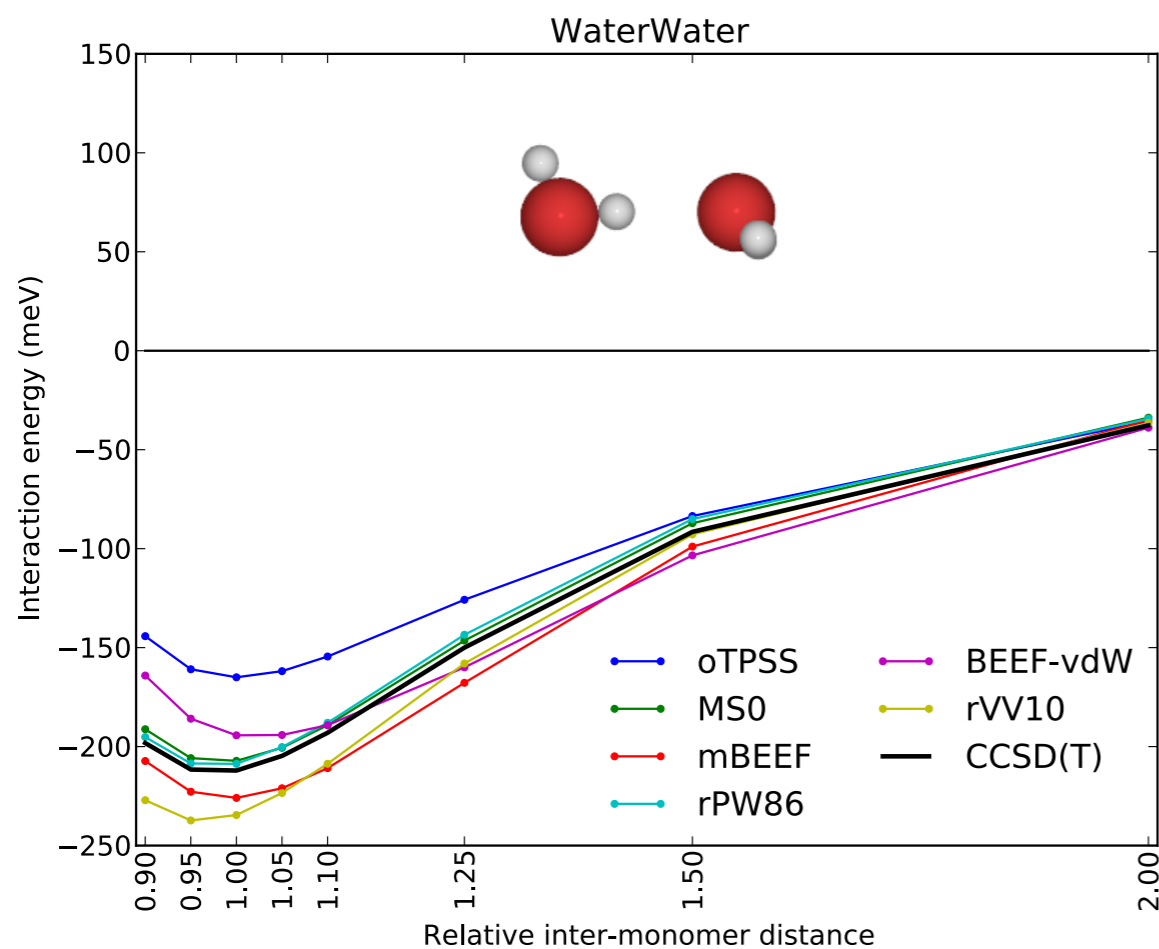 WaterWater
150
100
50
0
−50
−100
−150
−200
−250
Interaction energy (meV)
oTPSS
MS0
mBEEF
rPW86
BEEF-vdW
rVV10
CCSD(T)
0.90
0.95
1.00
1.05
1.10
1.25
1.50
2.00
Relative inter-monomer distance